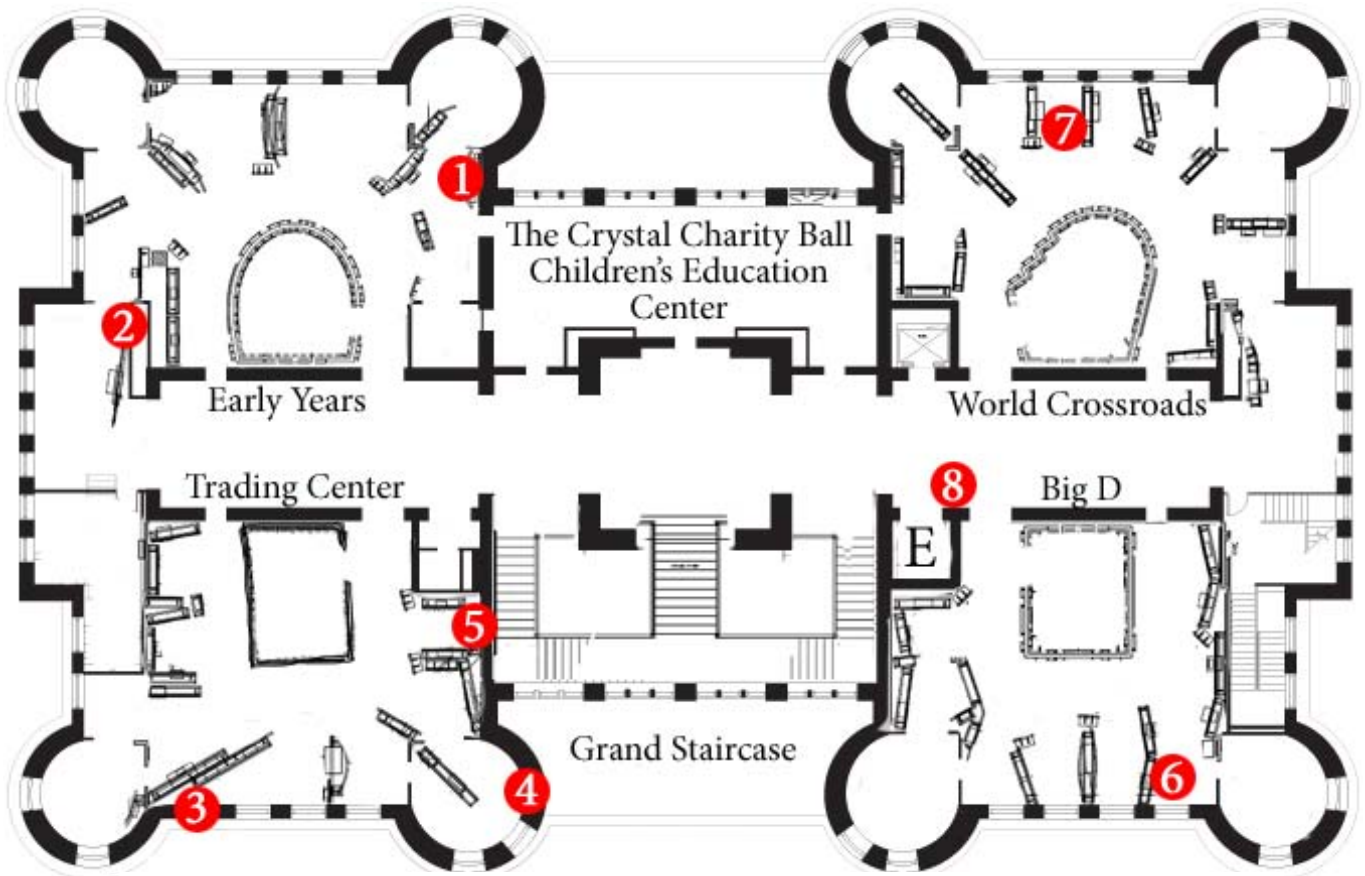 1
7
The Crystal Charity Ball
Children's Education
Center
2
Early Years
World Crossroads
Trading Center
8
Big D
E
5
Grand Staircase
6
4
3